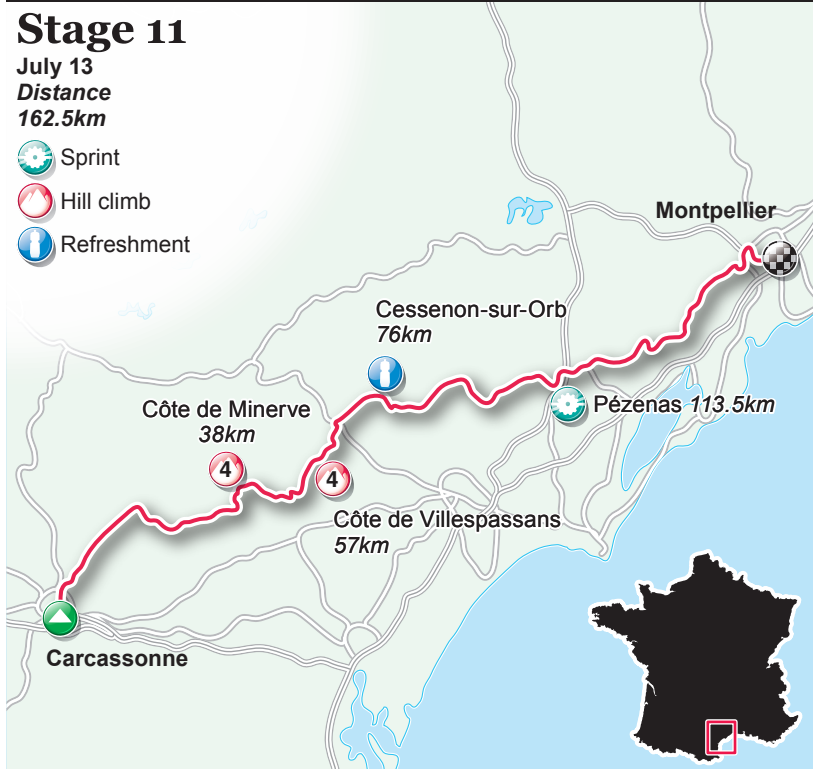 Stage 11
July 13
Distance
162.5km
Sprint
Hill climb
Refreshment
Montpellier
Cessenon-sur-Orb
76km
Côte de Minerve
38km
Pézenas 113.5km
4
4
Côte de Villespassans
57km
Carcassonne